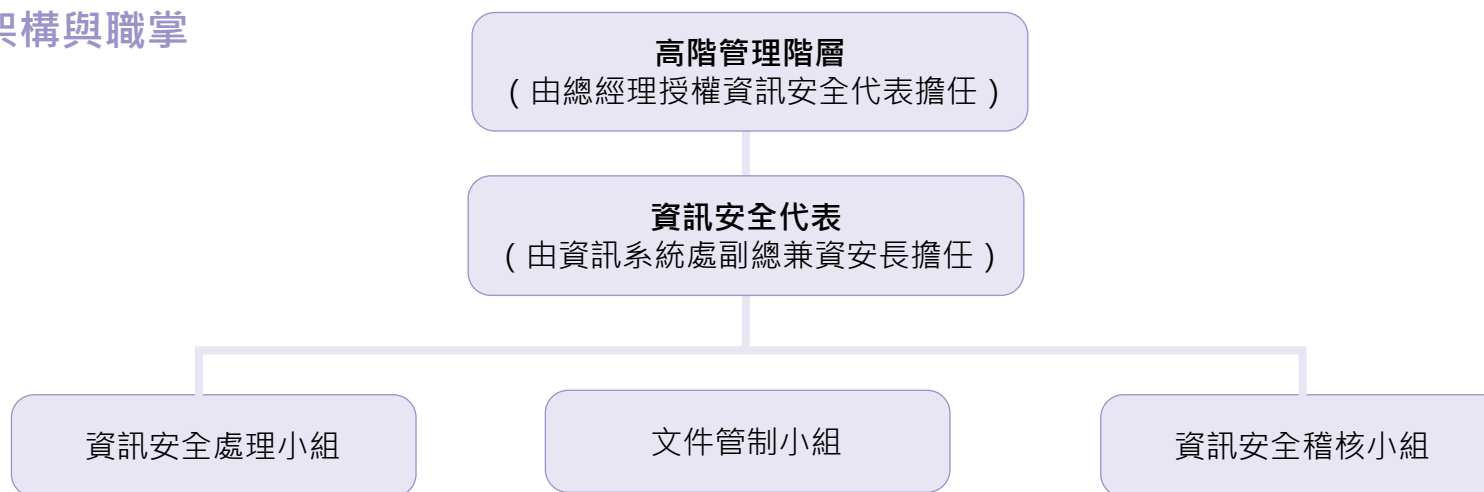 架構與職掌
高階管理階層
（由總經理授權資訊安全代表擔任）
資訊安全代表
（由資訊系統處副總兼資安長擔任）
資訊安全處理小組
文件管制小組
資訊安全稽核小組